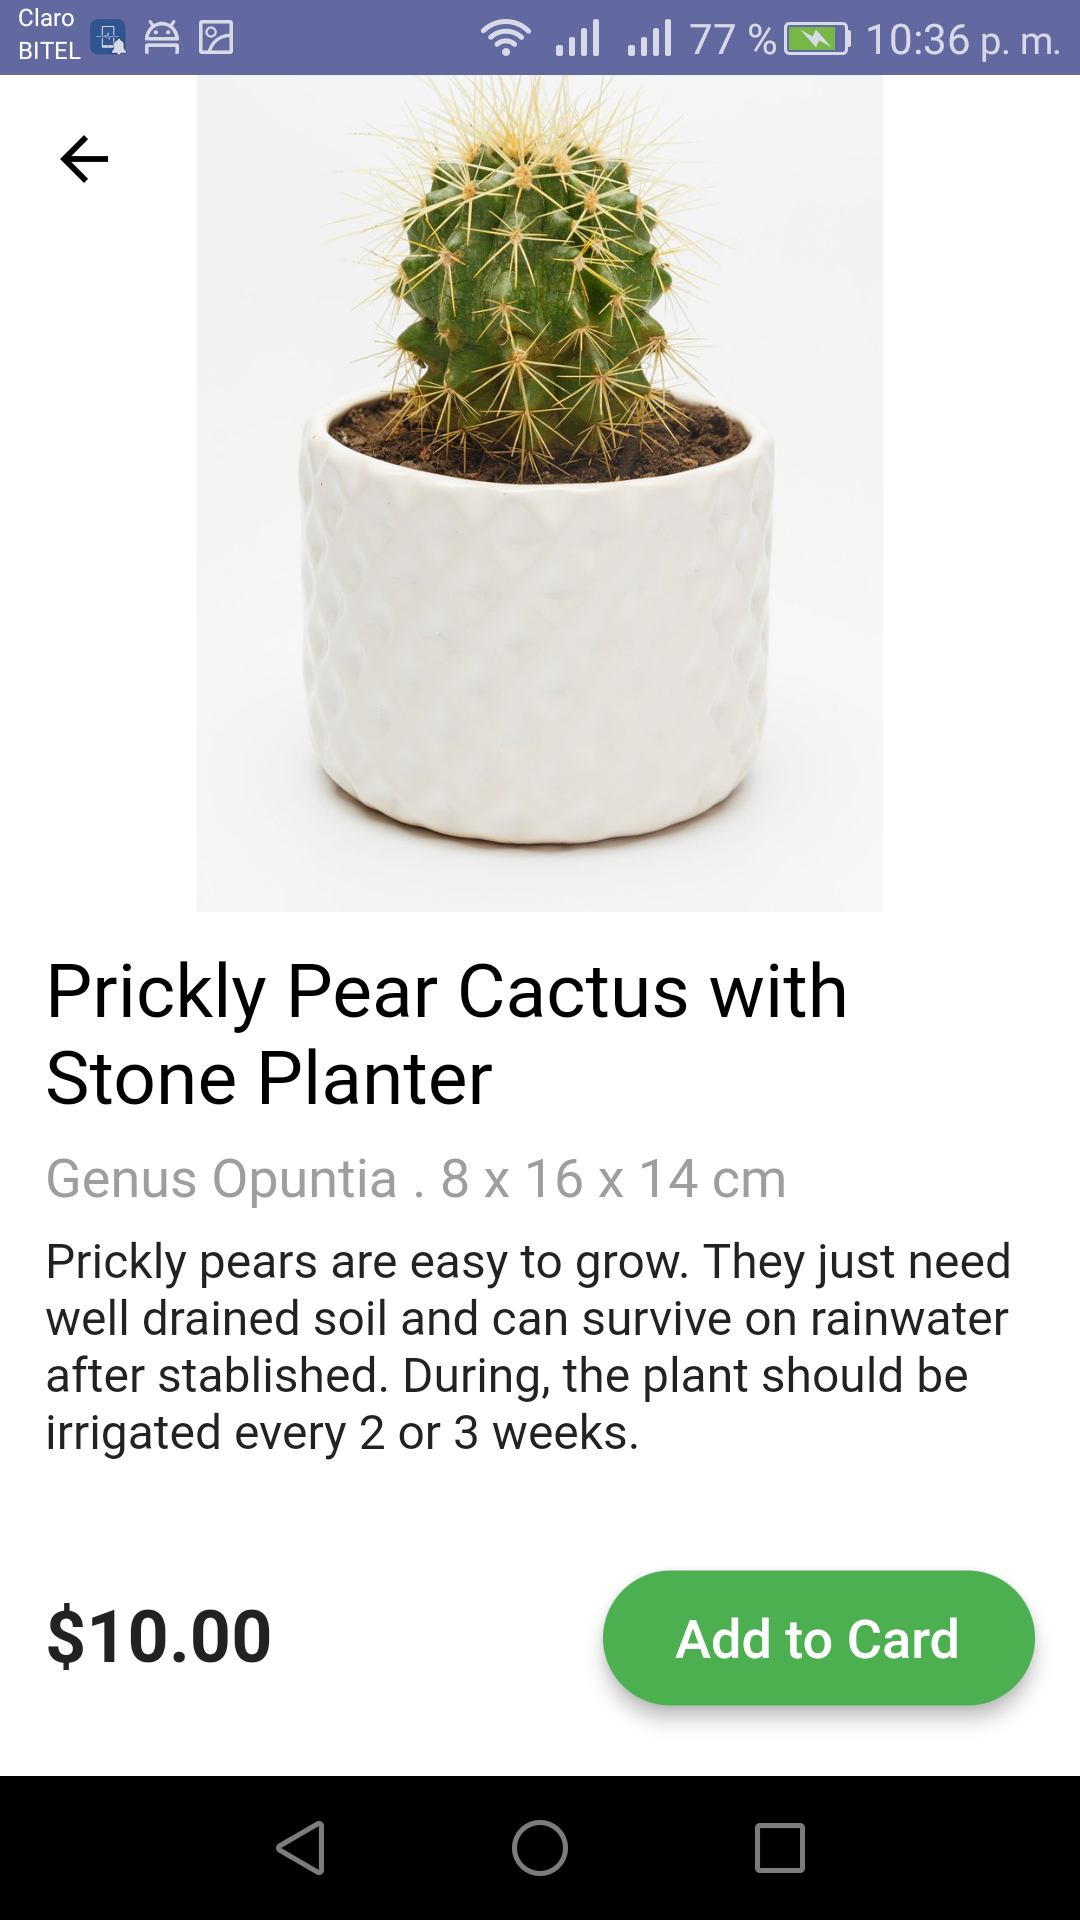 Claro
BITEL
77 %
10:36 p. m.
Prickly Pear Cactus with
Stone Planter
Genus Opuntia . 8 x 16 x 14 cm
Prickly pears are easy to grow. They just need
well drained soil and can survive on rainwater
after stablished. During, the plant should be
irrigated every 2 or 3 weeks.
$10.00
Add to Card